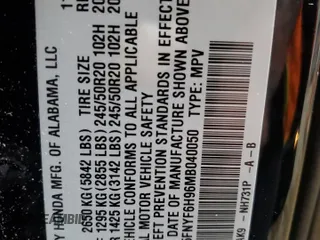 Y HONDA MFG. OF ALABAMA, LLC
TIRE SIZE
2650 KG (5842 LBS)
1295 KG (2855 LBS) 245/50R20 102H
1425 KG (3142 LBS) 245/50R20 102H
CONFORMS TO ALL APPLICABLE
MOTOR VEHICLE SAFETY
THEFT PREVENTION STANDARDS IN EFFECT
MANUFACTURE SHOWN ABOVE
5FNYF6H96MB040050 TYPE: MPV
NH731P -A-B